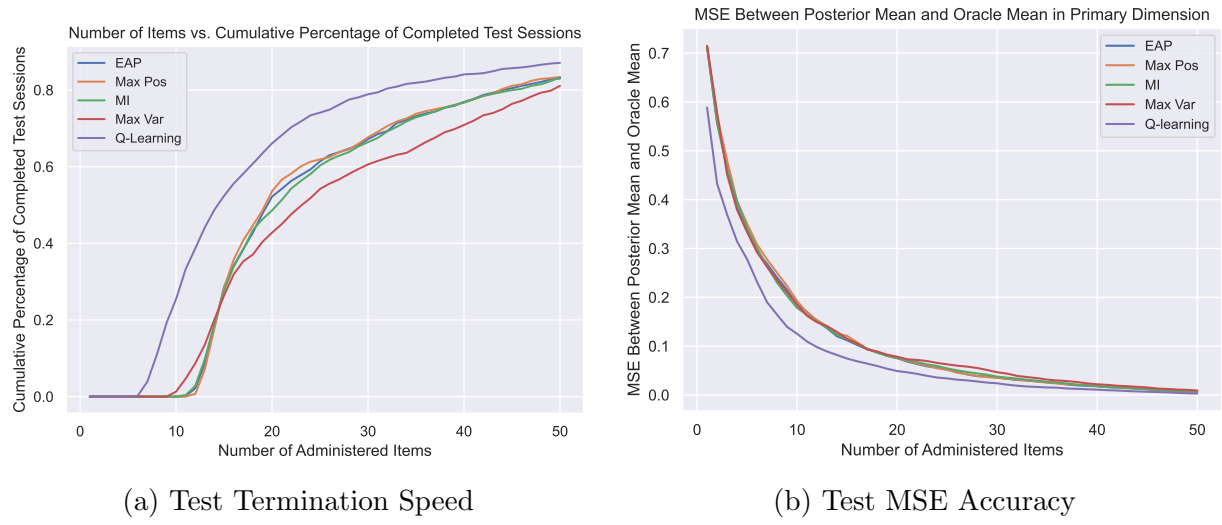 Number of Items vs. Cumulative Percentage of Completed Test Sessions
Cumulative Percentage of Completed Test Sessions
0.8
0.6
0.4
0.2
0.0
EAP
Max Pos
MI
Max Var
Q-Learning
0 10 20 30 40 50
Number of Administered Items
(a) Test Termination Speed
MSE Between Posterior Mean and Oracle Mean in Primary Dimension
MSE Between Posterior Mean and Oracle Mean
0.7
0.6
0.5
0.4
0.3
0.2
0.1
0.0
EAP
Max Pos
MI
Max Var
Q-learning
0 10 20 30 40 50
Number of Administered Items
(b) Test MSE Accuracy